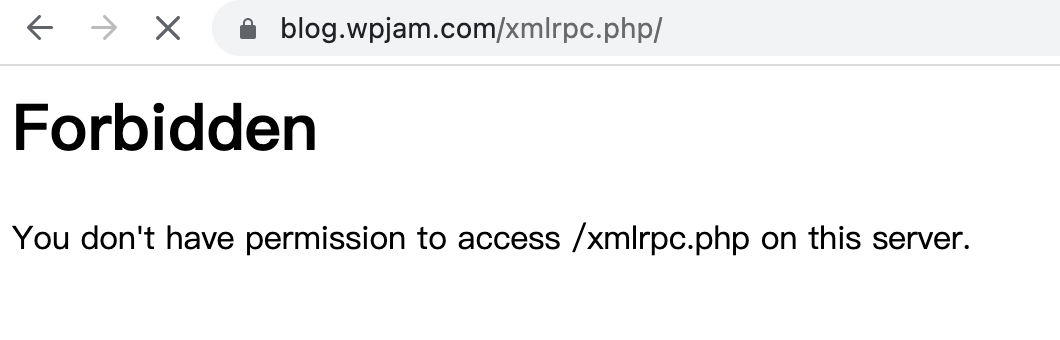 blog.wpjam.com/xmlrpc.php/
Forbidden
You don't have permission to access /xmlrpc.php on this server.